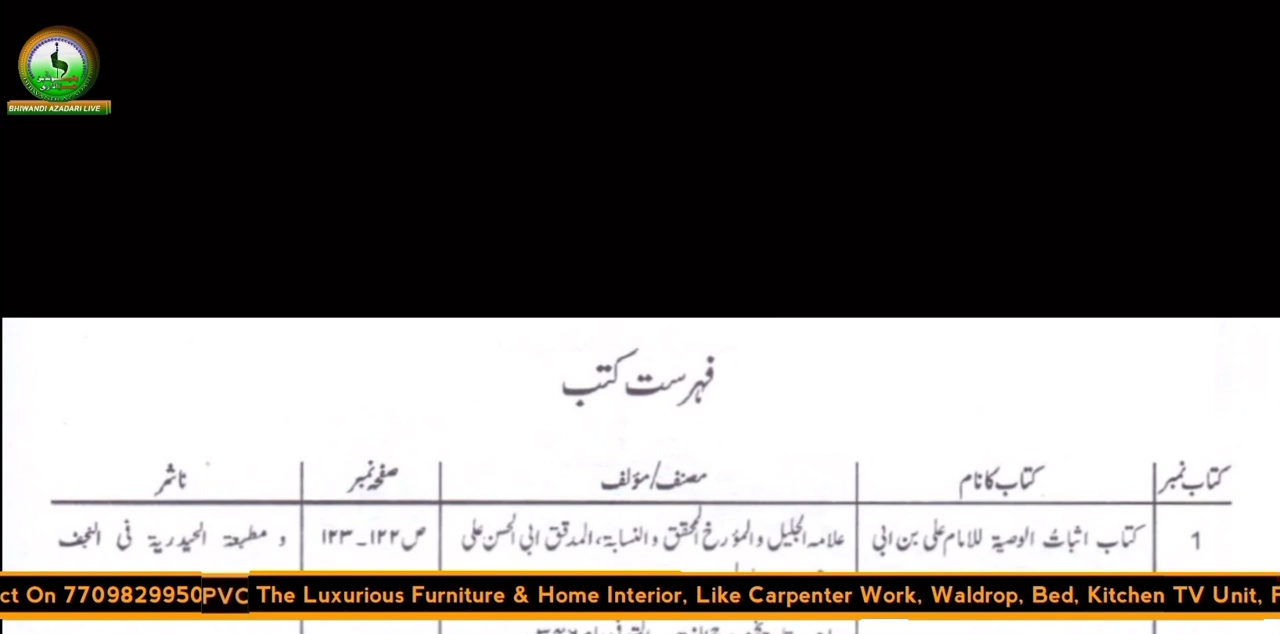 BHIWANDI AZADARI LIVE
فہرست کتب
کتاب نمبر کتاب کا نام مصنف/مؤلف صفحہ نمبر ناشر
1 کتاب اثبات الوصیۃ للامام علی بن ابی علامہ الجلیل والمؤرخ المحقق والنسابۃ، المدقق ابی الحسن علی ص ۱۲۲۔۱۲۳ و مطبعۃ الحیدریۃ فی النجف
ct On 7709829950 PVC The Luxurious Furniture & Home Interior, Like Carpenter Work, Waldrop, Bed, Kitchen TV Unit, F